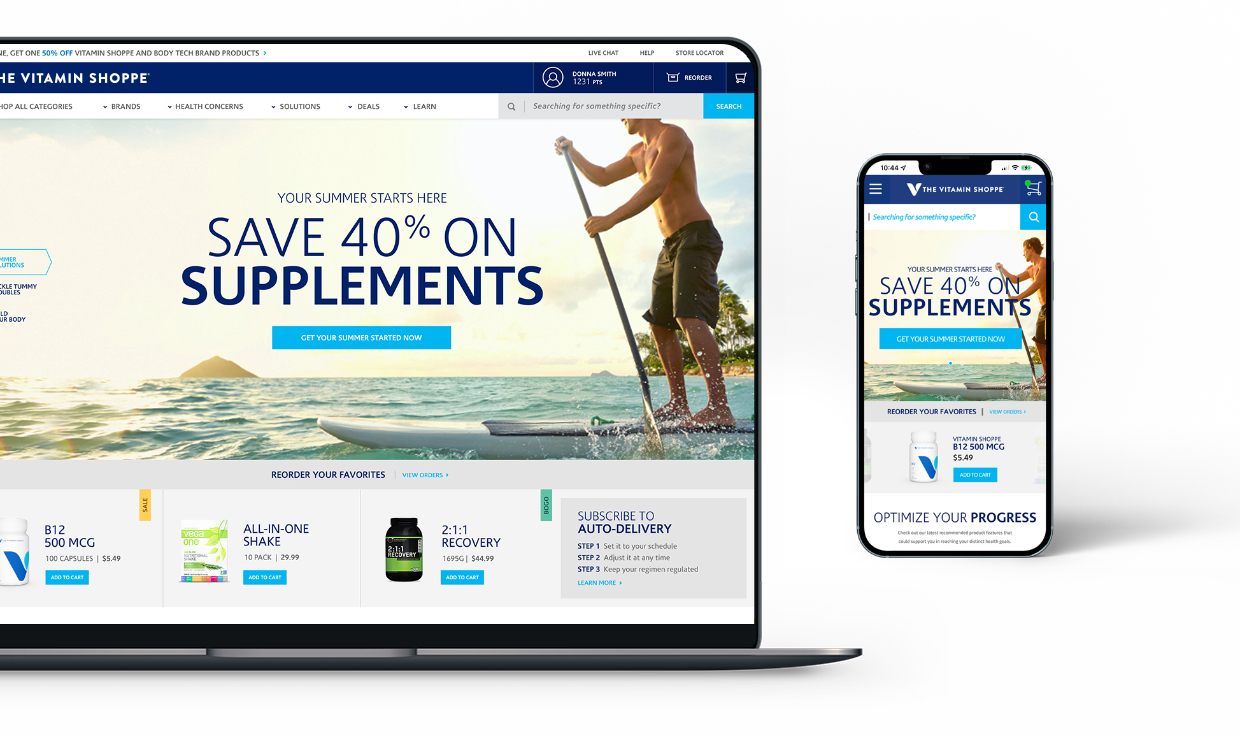 GET ONE 50% OFF VITAMIN SHOPPE AND BODY TECH BRAND PRODUCTS ›
LIVE CHAT HELP STORE LOCATOR
THE VITAMIN SHOPPE
DONNA SMITH
1231 PTS
REORDER
ALL CATEGORIES BRANDS HEALTH CONCERNS SOLUTIONS DEALS LEARN
Searching for something specific?
SEARCH
YOUR SUMMER STARTS HERE
SAVE 40% ON
SUPPLEMENTS
GET YOUR SUMMER STARTED NOW
TUMMY
YOUR BODY
REORDER YOUR FAVORITES | VIEW ORDERS ›
SALE
B12
500 MCG
100 CAPSULES | $5.49
ADD TO CART
vega
one
ALL-IN-ONE
SHAKE
10 PACK | 29.99
ADD TO CART
2:1:1
RECOVERY
BOGO
2:1:1
RECOVERY
1695G | $44.99
ADD TO CART
SUBSCRIBE TO
AUTO-DELIVERY
STEP 1 Set it to your schedule
STEP 2 Adjust it at any time
STEP 3 Keep your regimen regulated
LEARN MORE ›
10:44
THE VITAMIN SHOPPE
Searching for something specific?
YOUR SUMMER STARTS HERE
SAVE 40% ON
SUPPLEMENTS
GET YOUR SUMMER STARTED NOW
REORDER YOUR FAVORITES | VIEW ORDERS ›
VITAMIN SHOPPE
B12 500 MCG
$5.49
ADD TO CART
OPTIMIZE YOUR PROGRESS
Check out our latest recommended product features that
could support you in reaching your distinct health goals.